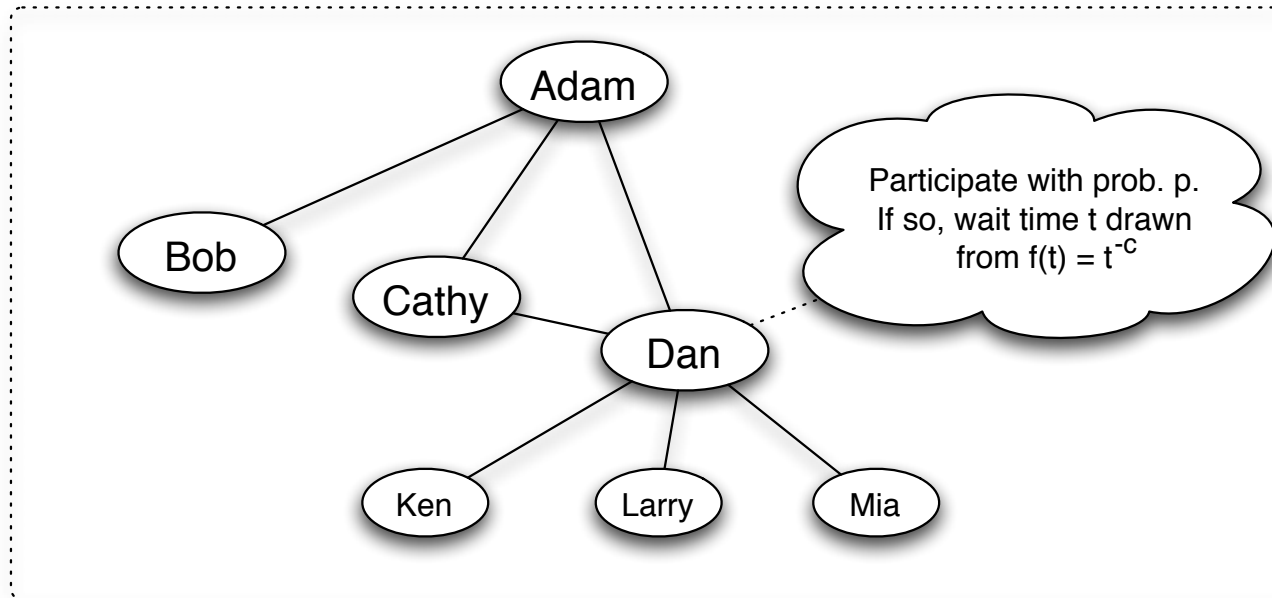 Adam
Participate with prob. p.
If so, wait time t drawn
from f(t) = t^-c
Bob
Cathy
Dan
Ken
Larry
Mia